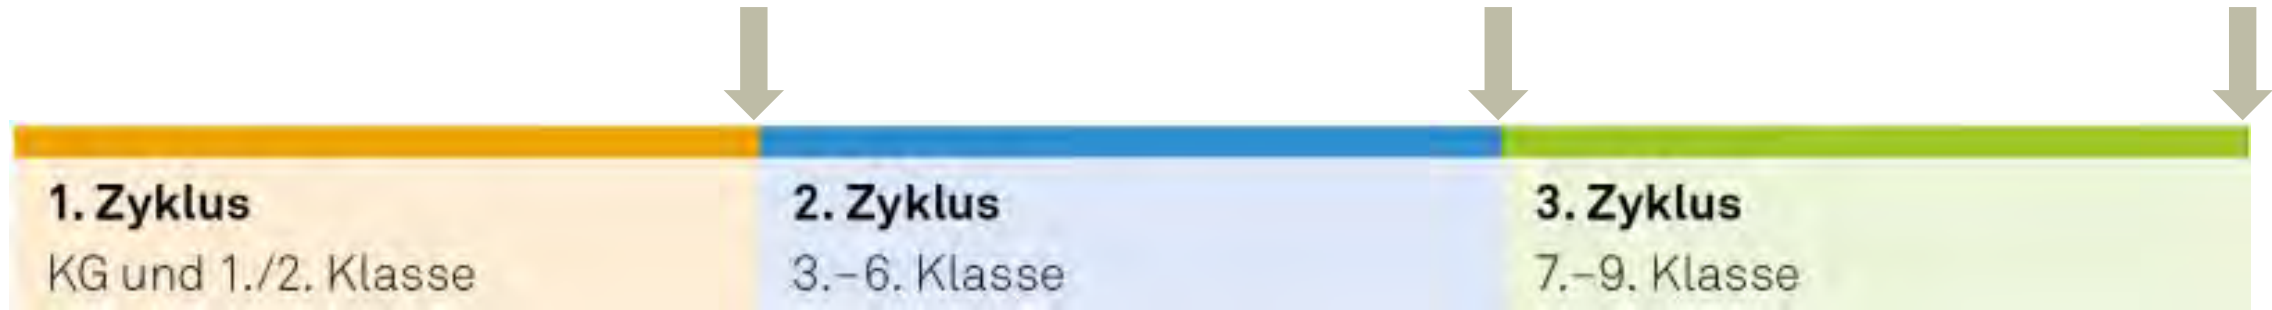 1. Zyklus
KG und 1./2. Klasse
2. Zyklus
3.–6. Klasse
3. Zyklus
7.–9. Klasse